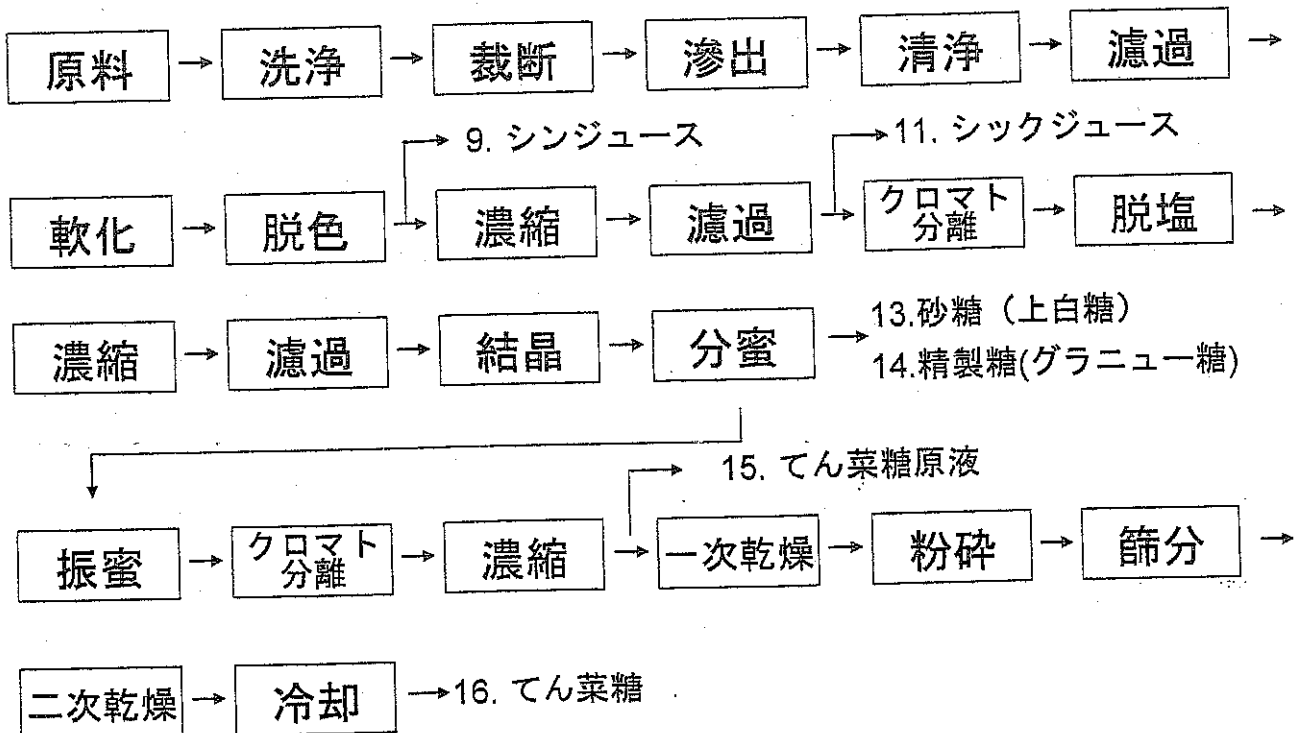 原料 → 洗浄 → 裁断 → 滲出 → 清浄 → 濾過 →
9. シンジュース
11. シックジュース
軟化 → 脱色 → 濃縮 → 濾過 → クロマト分離 → 脱塩 →
濃縮 → 濾過 → 結晶 → 分蜜 →
13.砂糖（上白糖）
14.精製糖(グラニュー糖)
15. てん菜糖原液
振蜜 → クロマト分離 → 濃縮 → 一次乾燥 → 粉砕 → 篩分 →
二次乾燥 → 冷却 → 16. てん菜糖